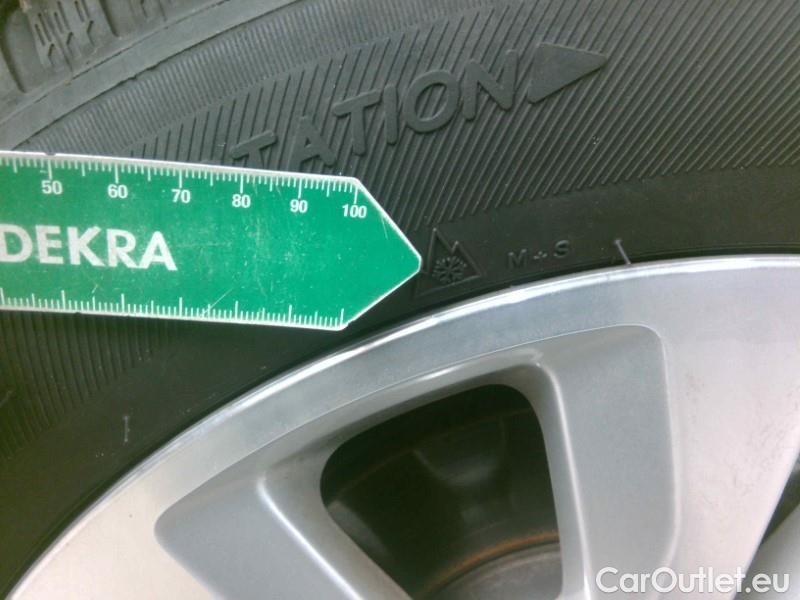 TATION
50 60 70 80 90 100
DEKRA
M+S
CarOutlet.eu